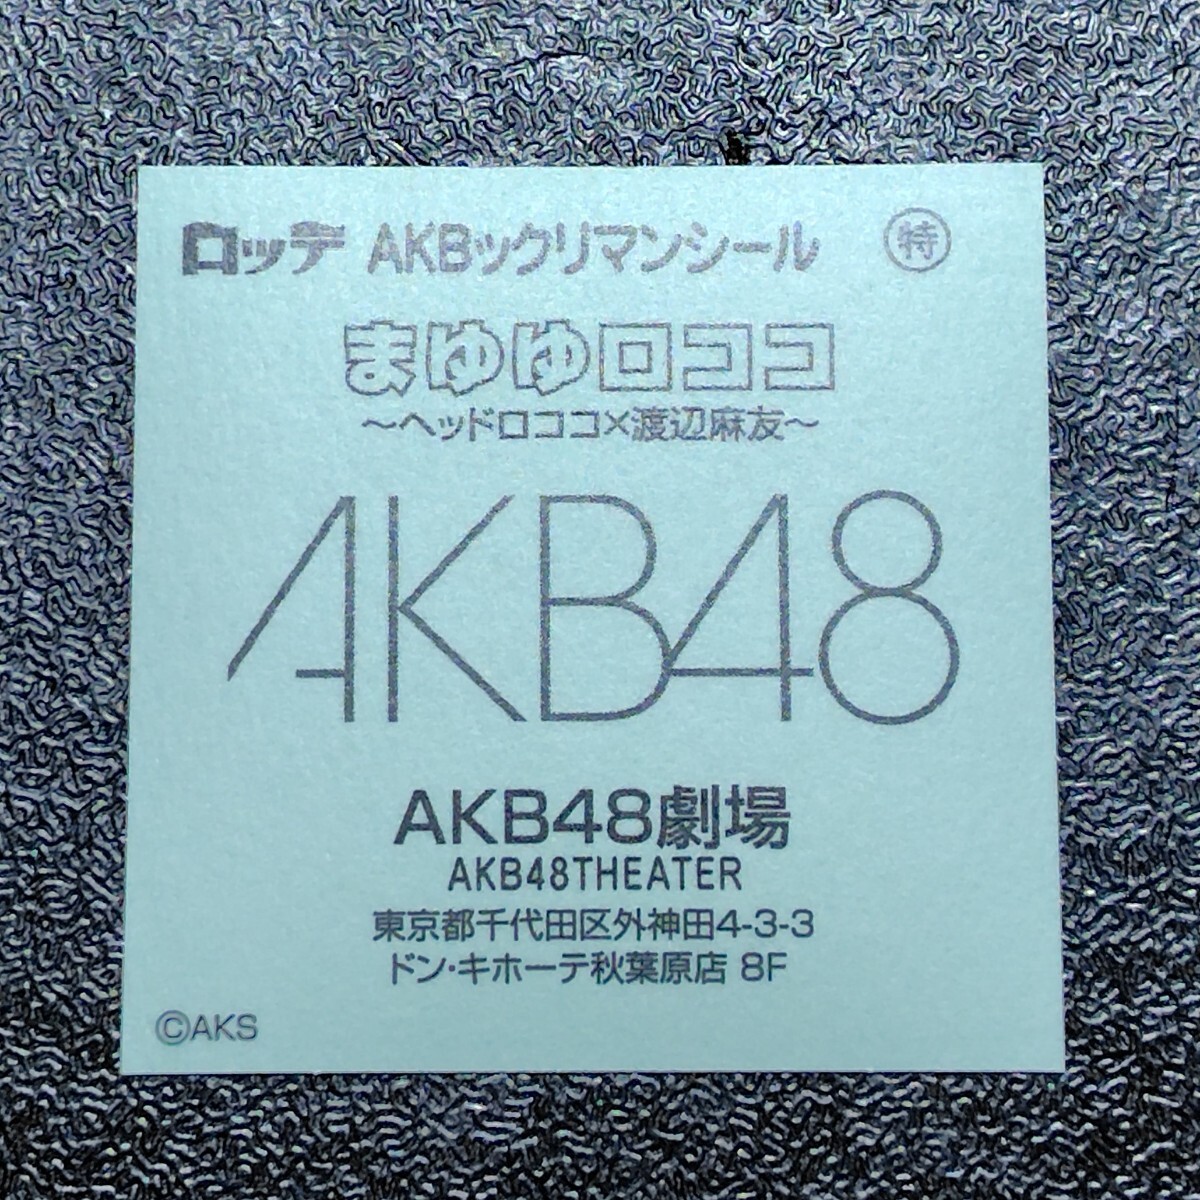 ロッテ AKBックリマンシール 特
まゆゆロココ
～ヘッドロココ×渡辺麻友～
AKB48
AKB48劇場
AKB48THEATER
東京都千代田区外神田4-3-3
ドン・キホーテ秋葉原店 8F
©AKS